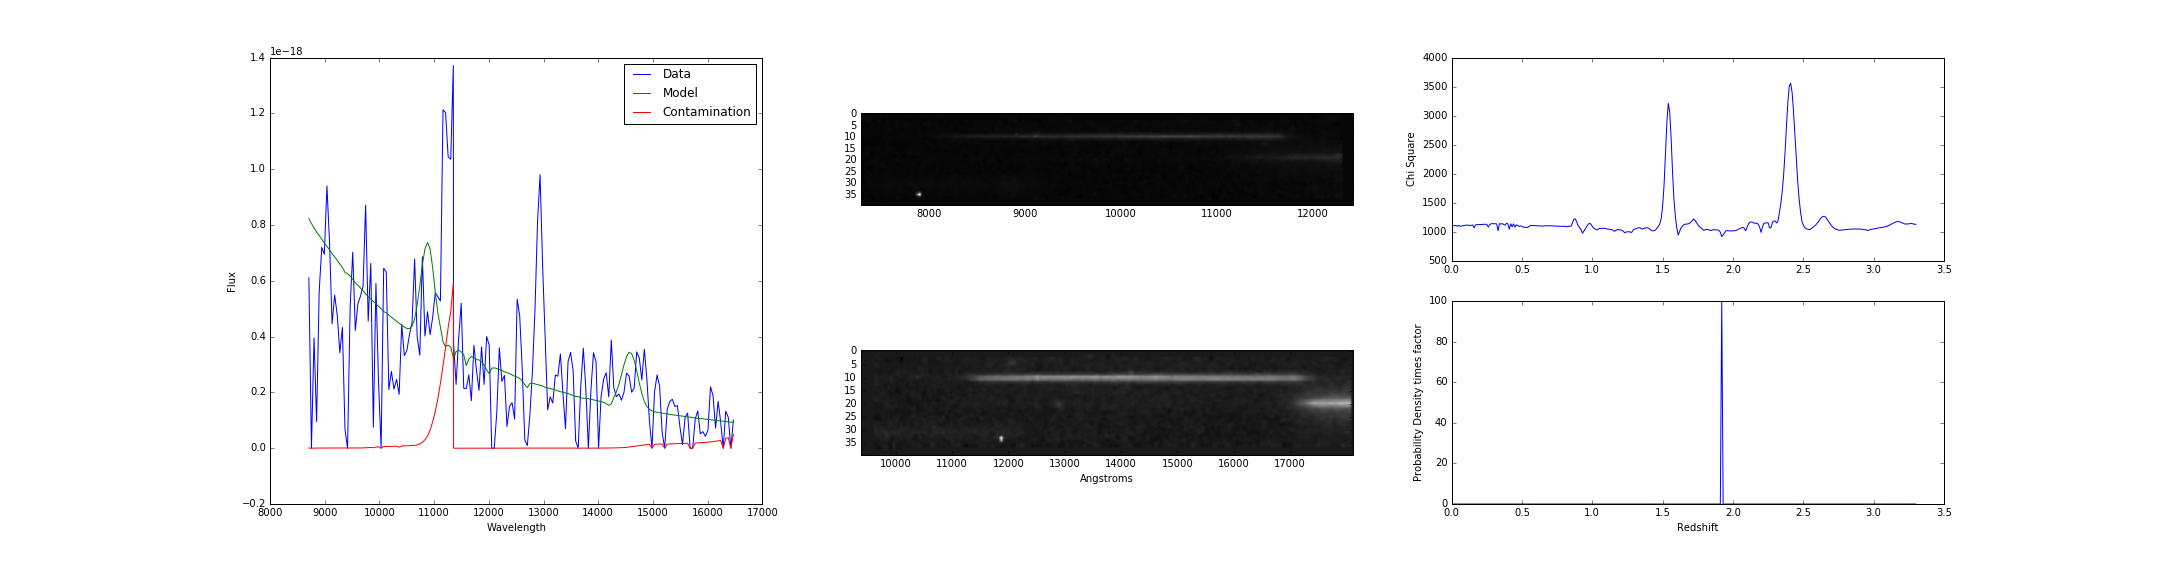 1e−18
1.4
1.2
1.0
0.8
0.6
0.4
0.2
0.0
−0.2
Flux
8000 9000 10000 11000 12000 13000 14000 15000 16000 17000
Wavelength
Data
Model
Contamination
0
5
10
15
20
25
30
35
8000 9000 10000 11000 12000
0
5
10
15
20
25
30
35
10000 11000 12000 13000 14000 15000 16000 17000
Angstroms
4000
3500
3000
2500
2000
1500
1000
500
Chi Square
0.0 0.5 1.0 1.5 2.0 2.5 3.0 3.5
100
80
60
40
20
0
Probability Density times factor
0.0 0.5 1.0 1.5 2.0 2.5 3.0 3.5
Redshift